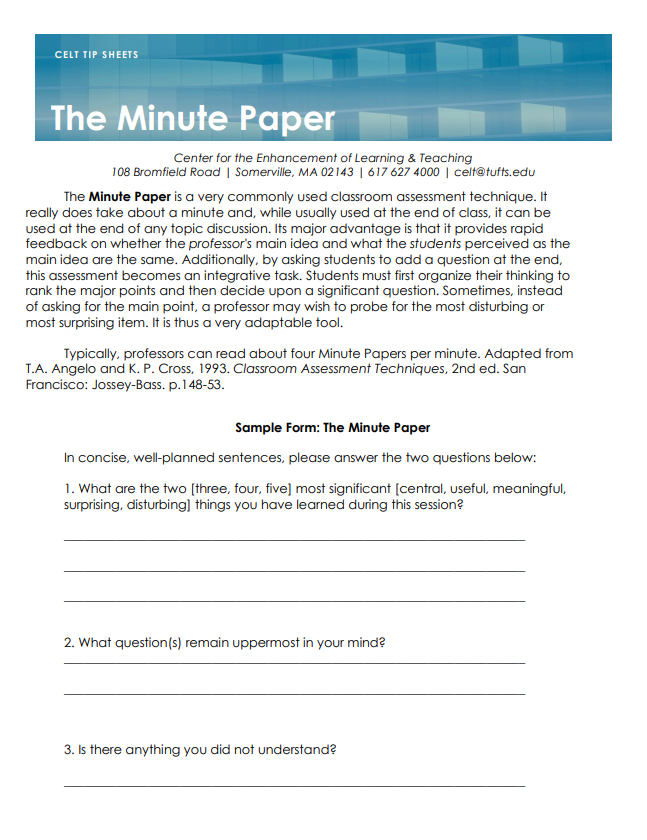 CELT TIP SHEETS
The Minute Paper
Center for the Enhancement of Learning & Teaching
108 Bromfield Road | Somerville, MA 02143 | 617 627 4000 | celt@tufts.edu
The Minute Paper is a very commonly used classroom assessment technique. It
really does take about a minute and, while usually used at the end of class, it can be
used at the end of any topic discussion. Its major advantage is that it provides rapid
feedback on whether the professor's main idea and what the students perceived as the
main idea are the same. Additionally, by asking students to add a question at the end,
this assessment becomes an integrative task. Students must first organize their thinking to
rank the major points and then decide upon a significant question. Sometimes, instead
of asking for the main point, a professor may wish to probe for the most disturbing or
most surprising item. It is thus a very adaptable tool.
Typically, professors can read about four Minute Papers per minute. Adapted from
T.A. Angelo and K. P. Cross, 1993. Classroom Assessment Techniques, 2nd ed. San
Francisco: Jossey-Bass. p.148-53.
Sample Form: The Minute Paper
In concise, well-planned sentences, please answer the two questions below:
1. What are the two [three, four, five] most significant [central, useful, meaningful,
surprising, disturbing] things you have learned during this session?
2. What question(s) remain uppermost in your mind?
3. Is there anything you did not understand?